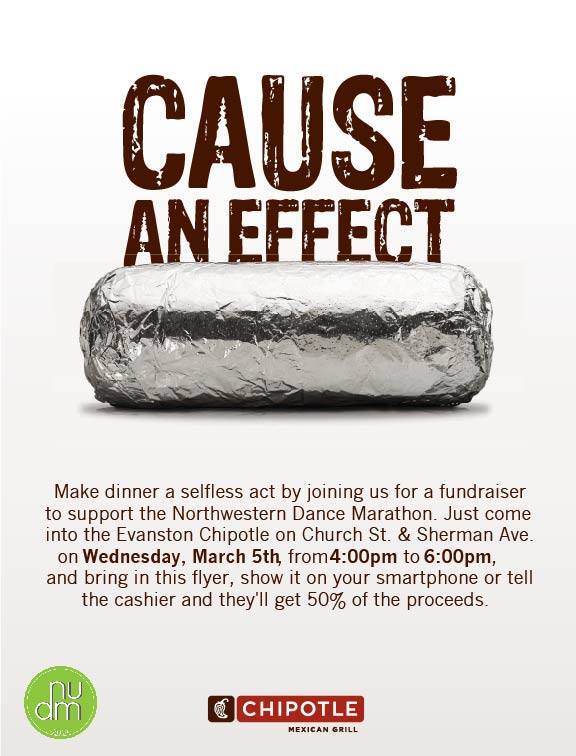 CAUSE
AN EFFECT
Make dinner a selfless act by joining us for a fundraiser
to support the Northwestern Dance Marathon. Just come
into the Evanston Chipotle on Church St. & Sherman Ave.
on Wednesday, March 5th, from 4:00pm to 6:00pm,
and bring in this flyer, show it on your smartphone or tell
the cashier and they'll get 50% of the proceeds.
nu
dm
CHIPOTLE
MEXICAN GRILL